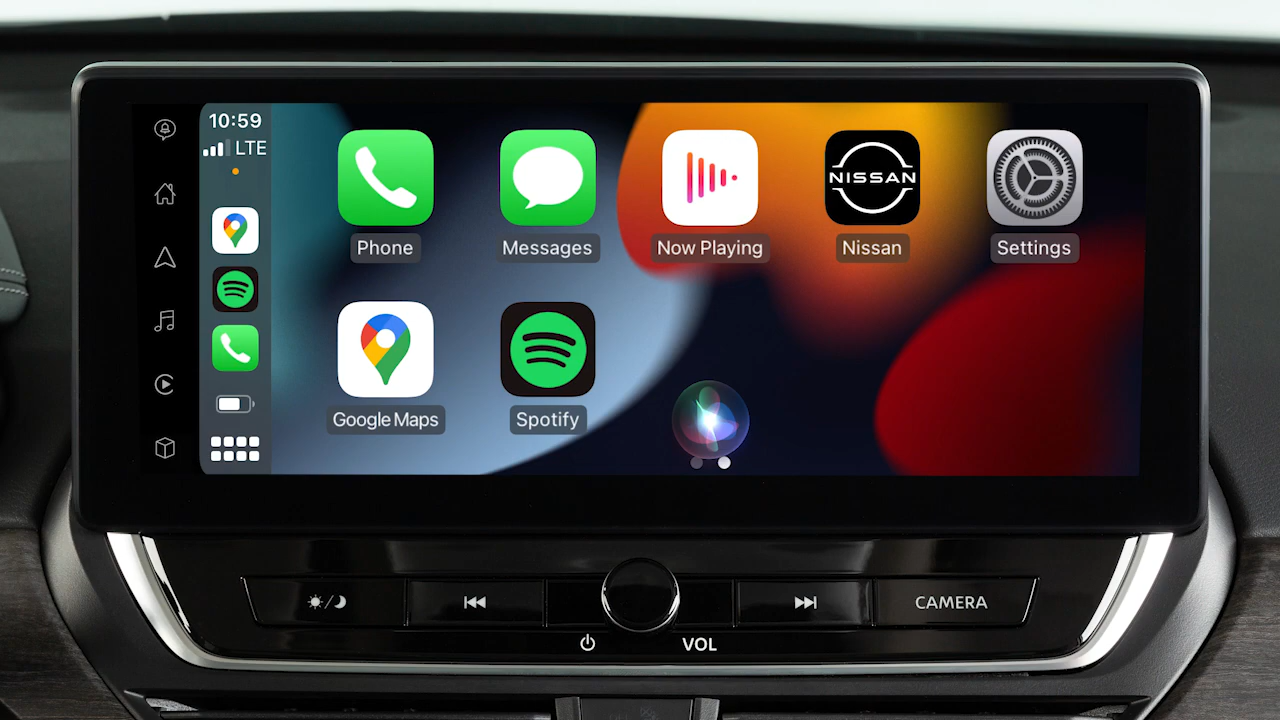 10:59
LTE
Phone
Messages
Now Playing
NISSAN
Nissan
Settings
Google Maps
Spotify
CAMERA
VOL